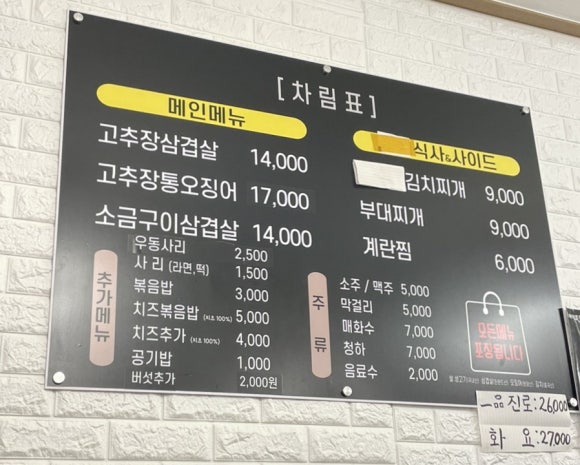 [차림표]
메인메뉴
고추장삼겹살 14,000
고추장통오징어 17,000
소금구이삼겹살 14,000
추가메뉴
우동사리 2,500
사리 (라면,떡) 1,500
볶음밥 3,000
치즈볶음밥 (치즈 100%) 5,000
치즈추가 (치즈 100%) 4,000
공기밥 1,000
버섯추가 2,000원
식사&사이드
김치찌개 9,000
부대찌개 9,000
계란찜 6,000
주류
소주 / 맥주 5,000
막걸리 5,000
매화수 7,000
청하 7,000
음료수 2,000
모든메뉴
포장됩니다
一品진로:26,000
화요:27,000